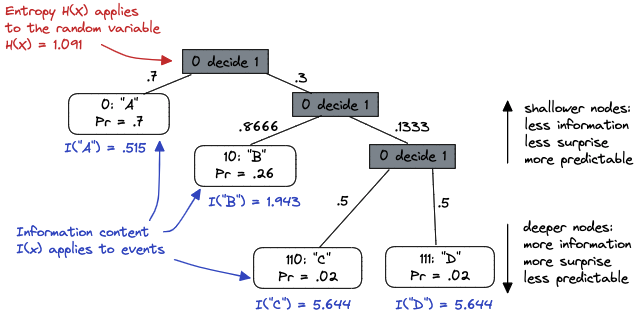 Entropy H(X) applies
to the random variable
H(X) = 1.091
0 decide 1
.7
.3
0: "A"
Pr = .7
I("A") = .515
0 decide 1
.8666
.1333
10: "B"
Pr = .26
I("B") = 1.943
0 decide 1
.5
.5
shallower nodes:
less information
less surprise
more predictable
Information content
I(x) applies to events
110: "C"
Pr = .02
I("C") = 5.644
111: "D"
Pr = .02
I("D") = 5.644
deeper nodes:
more information
more surprise
less predictable